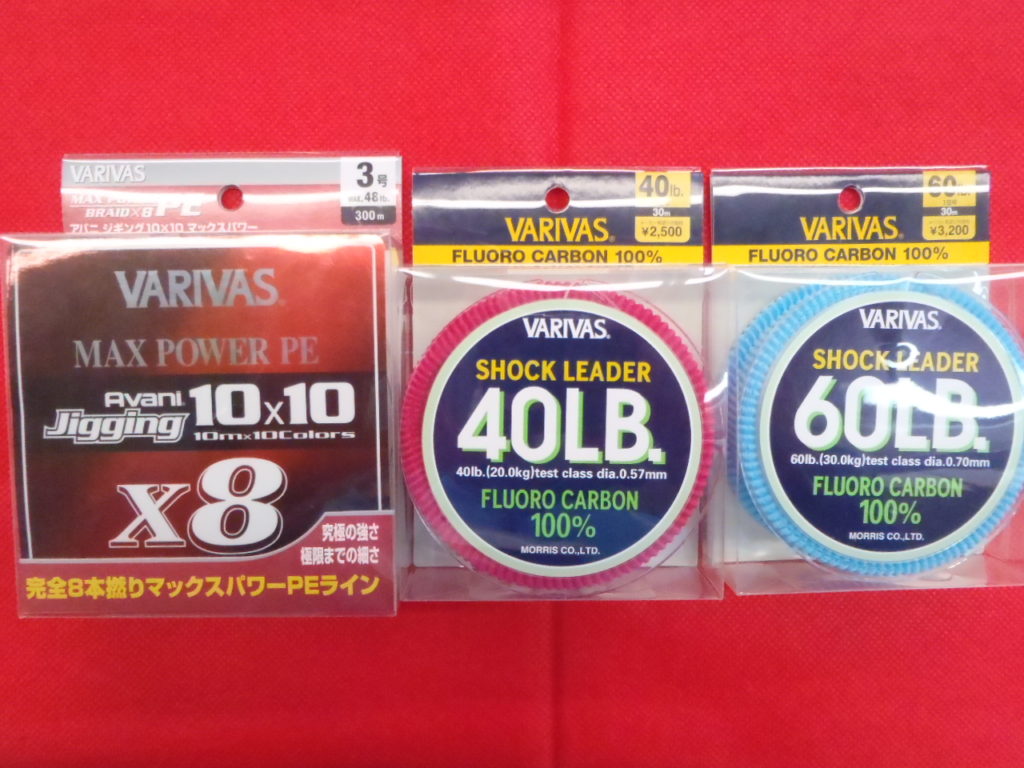 VARIVAS
3号
MAX.48lb.
300m
MAX POWER PE
BRAID×8
アバニ ジギング10×10 マックスパワー
VARIVAS®
MAX POWER PE
Avani
Jigging 10x10
10m×10Colors
x8
究極の強さ
極限までの細さ
完全8本撚りマックスパワーPEライン
40lb.
30m
¥2,500
VARIVAS®
FLUORO CARBON 100%
VARIVAS®
SHOCK LEADER
40LB.
40lb.(20.0kg)test class dia.0.57mm
FLUORO CARBON
100%
MORRIS CO.,LTD.
60lb.
30m
¥3,200
VARIVAS®
FLUORO CARBON 100%
VARIVAS®
SHOCK LEADER
60LB.
60lb.(30.0kg)test class dia.0.70mm
FLUORO CARBON
100%
MORRIS CO.,LTD.